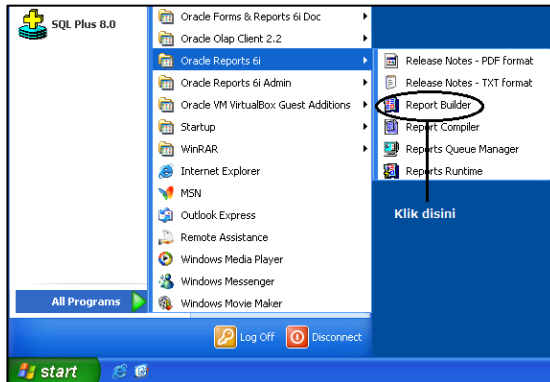 SQL Plus 8.0
All Programs
Oracle Forms & Reports 6i Doc
Oracle Olap Client 2.2
Oracle Reports 6i
Oracle Reports 6i Admin
Oracle VM VirtualBox Guest Additions
Startup
WinRAR
Internet Explorer
MSN
Outlook Express
Remote Assistance
Windows Media Player
Windows Messenger
Windows Movie Maker
Release Notes - PDF format
Release Notes - TXT format
Report Builder
Report Compiler
Reports Queue Manager
Reports Runtime
Klik disini
Log Off
Disconnect
start